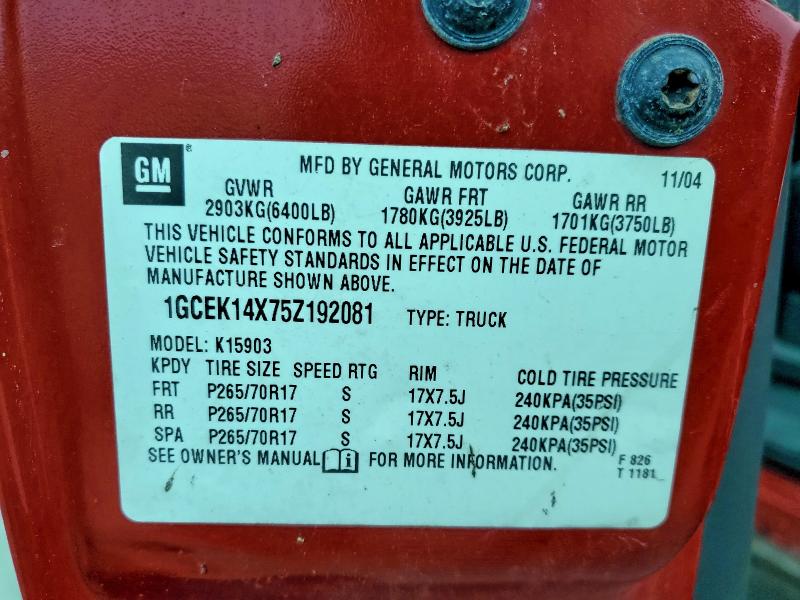 GM ® MFD BY GENERAL MOTORS CORP. 11/04
GVWR GAWR FRT GAWR RR
2903KG(6400LB) 1780KG(3925LB) 1701KG(3750LB)
THIS VEHICLE CONFORMS TO ALL APPLICABLE U.S. FEDERAL MOTOR
VEHICLE SAFETY STANDARDS IN EFFECT ON THE DATE OF
MANUFACTURE SHOWN ABOVE.
1GCEK14X75Z192081 TYPE: TRUCK
MODEL: K15903
KPDY TIRE SIZE SPEED RTG RIM COLD TIRE PRESSURE
FRT P265/70R17 S 17X7.5J 240KPA(35PSI)
RR P265/70R17 S 17X7.5J 240KPA(35PSI)
SPA P265/70R17 S 17X7.5J 240KPA(35PSI)
SEE OWNER'S MANUAL i FOR MORE INFORMATION. F 826
T 1181